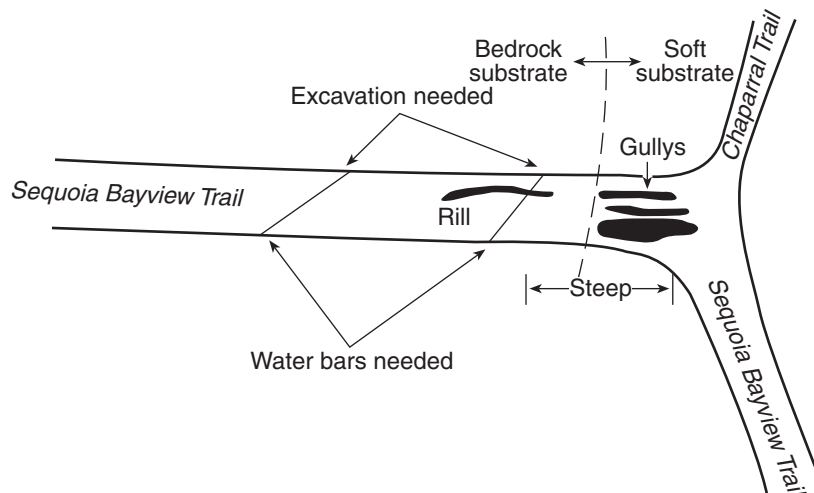 Bedrock
substrate
Soft
substrate
Chaparral Trail
Excavation needed
Gullys
Sequoia Bayview Trail
Rill
Steep
Sequoia Bayview Trail
Water bars needed